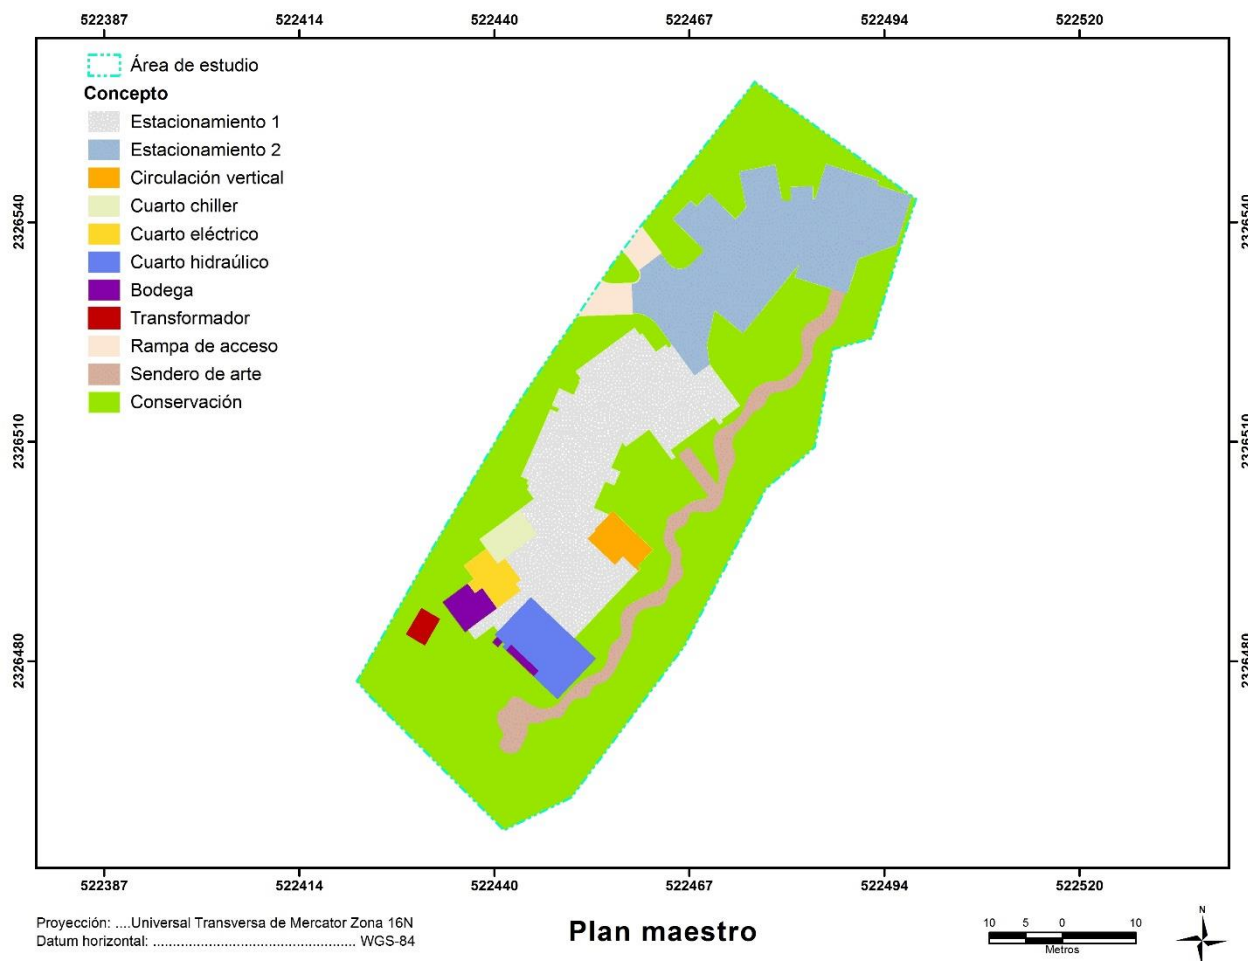 522387 522414 522440 522467 522494 522520
Área de estudio
Concepto
Estacionamiento 1
Estacionamiento 2
Circulación vertical
Cuarto chiller
Cuarto eléctrico
Cuarto hidraúlico
Bodega
Transformador
Rampa de acceso
Sendero de arte
Conservación
2326540 2326540
2326510 2326510
2326480 2326480
522387 522414 522440 522467 522494 522520
Proyección: ....Universal Transversa de Mercator Zona 16N
Datum horizontal: ................................................. WGS-84
Plan maestro
10 5 0 10
Metros
N